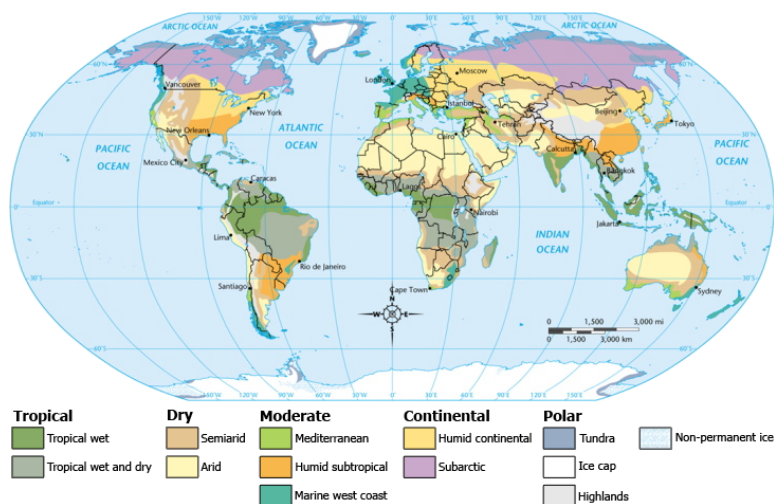 150°W 120°W 90°W 60°W 30°W 0° 30°E 60°E 90°E 120°E 150°E
ARCTIC OCEAN
ARCTIC OCEAN
60°N
60°N
London
Moscow
Vancouver
New York
Istanbul
Beijing
Tehran
Tokyo
New Orleans
ATLANTIC
OCEAN
30°N
30°N
Cairo
PACIFIC
OCEAN
PACIFIC
OCEAN
Calcutta
Mexico City
Bangkok
Caracas
Lagos
Equator
Equator
Nairobi
Jakarta
Lima
INDIAN
OCEAN
Rio de Janeiro
30°S
30°S
Santiago
Cape Town
Sydney
N
W E
S
0 1,500 3,000 mi
0 1,500 3,000 km
60°S
60°S
150°W 120°W 90°W 60°W 30°W 0° 30°E 60°E 90°E 120°E 150°E
Tropical
Tropical wet
Tropical wet and dry
Dry
Semiarid
Arid
Moderate
Mediterranean
Humid subtropical
Marine west coast
Continental
Humid continental
Subarctic
Polar
Tundra
Ice cap
Highlands
Non-permanent ice